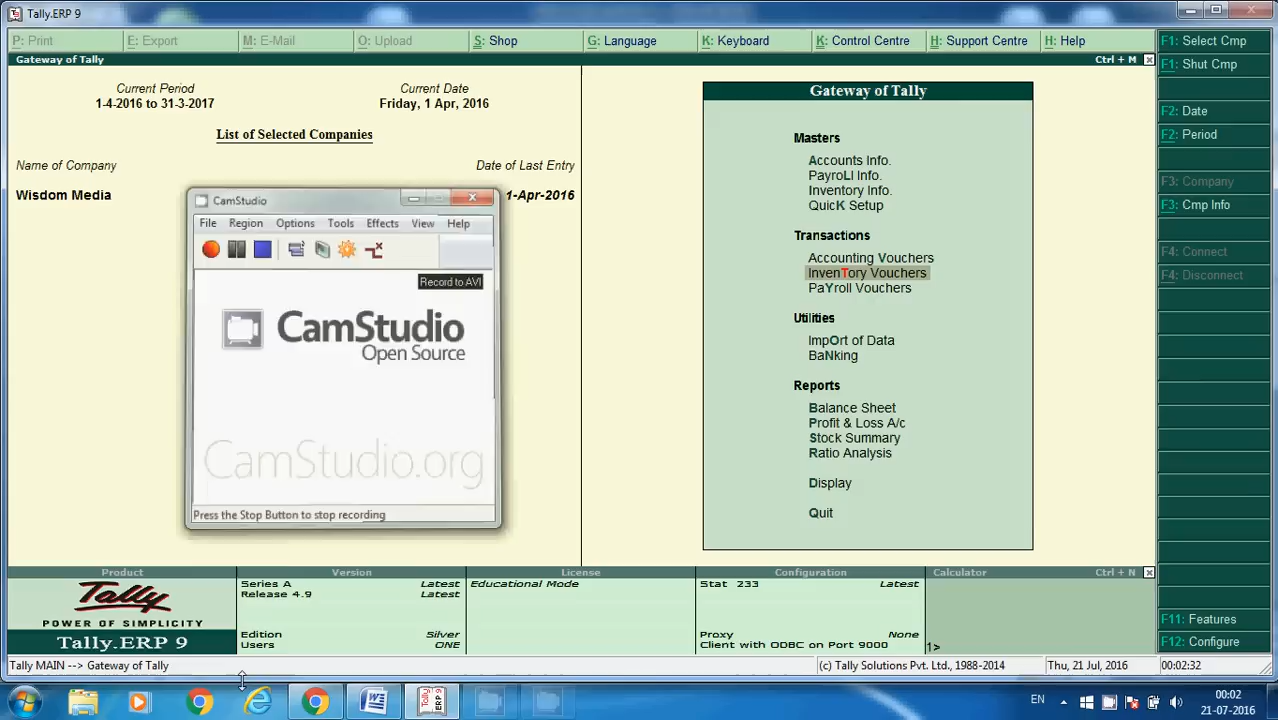 Tally.ERP 9
P: Print
E: Export
M: E-Mail
O: Upload
S: Shop
G: Language
K: Keyboard
K: Control Centre
H: Support Centre
H: Help
Gateway of Tally
Ctrl + M
Current Period
1-4-2016 to 31-3-2017
Current Date
Friday, 1 Apr, 2016
List of Selected Companies
Name of Company
Date of Last Entry
Wisdom Media
1-Apr-2016
CamStudio
File Region Options Tools Effects View Help
Record to AVI
CamStudio
Open Source
CamStudio.org
Press the Stop Button to stop recording
Gateway of Tally
Masters
Accounts Info.
PayroLl Info.
Inventory Info.
QuicK Setup
Transactions
Accounting Vouchers
InvenTory Vouchers
PaYroll Vouchers
Utilities
ImpOrt of Data
BaNking
Reports
Balance Sheet
Profit & Loss A/c
Stock Summary
Ratio Analysis
Display
Quit
F1: Select Cmp
F1: Shut Cmp
F2: Date
F2: Period
F3: Company
F3: Cmp Info
F4: Connect
F4: Disconnect
F11: Features
F12: Configure
Product
Tally
POWER OF SIMPLICITY
Tally.ERP 9
Version
Series A Latest
Release 4.9 Latest
Edition Silver
Users ONE
License
Educational Mode
Configuration
Stat 233 Latest
Proxy None
Client with ODBC on Port 9000
Calculator
Ctrl + N
1>
Tally MAIN --> Gateway of Tally
(c) Tally Solutions Pvt. Ltd., 1988-2014
Thu, 21 Jul, 2016
00:02:32
EN
00:02
21-07-2016